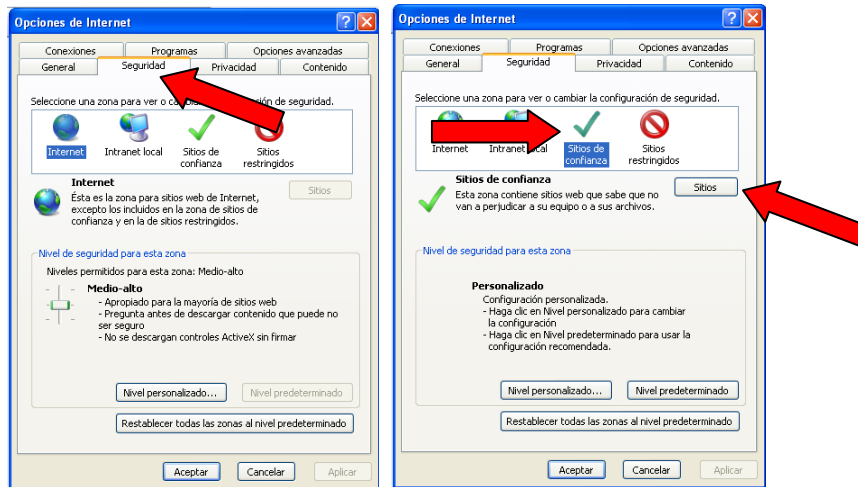 Opciones de Internet
Conexiones Programas Opciones avanzadas
General Seguridad Privacidad Contenido
Seleccione una zona para ver o de seguridad.
Internet Intranet local Sitios de confianza Sitios restringidos
Internet
Ésta es la zona para sitios web de Internet,
excepto los incluidos en la zona de sitios de
confianza y en la de sitios restringidos.
Sitios
Nivel de seguridad para esta zona
Niveles permitidos para esta zona: Medio-alto
Medio-alto
- Apropiado para la mayoría de sitios web
- Pregunta antes de descargar contenido que puede no
ser seguro
- No se descargan controles ActiveX sin firmar
Nivel personalizado... Nivel predeterminado
Restablecer todas las zonas al nivel predeterminado
Aceptar Cancelar Aplicar
Opciones de Internet
Conexiones Programas Opciones avanzadas
General Seguridad Privacidad Contenido
Seleccione una zona para ver o cambiar la configuración de seguridad.
Internet Intranet local Sitios de confianza Sitios restringidos
Sitios de confianza
Esta zona contiene sitios web que sabe que no
van a perjudicar a su equipo o a sus archivos.
Sitios
Nivel de seguridad para esta zona
Personalizado
Configuración personalizada.
- Haga clic en Nivel personalizado para cambiar
la configuración
- Haga clic en Nivel predeterminado para usar la
configuración recomendada.
Nivel personalizado... Nivel predeterminado
Restablecer todas las zonas al nivel predeterminado
Aceptar Cancelar Aplicar